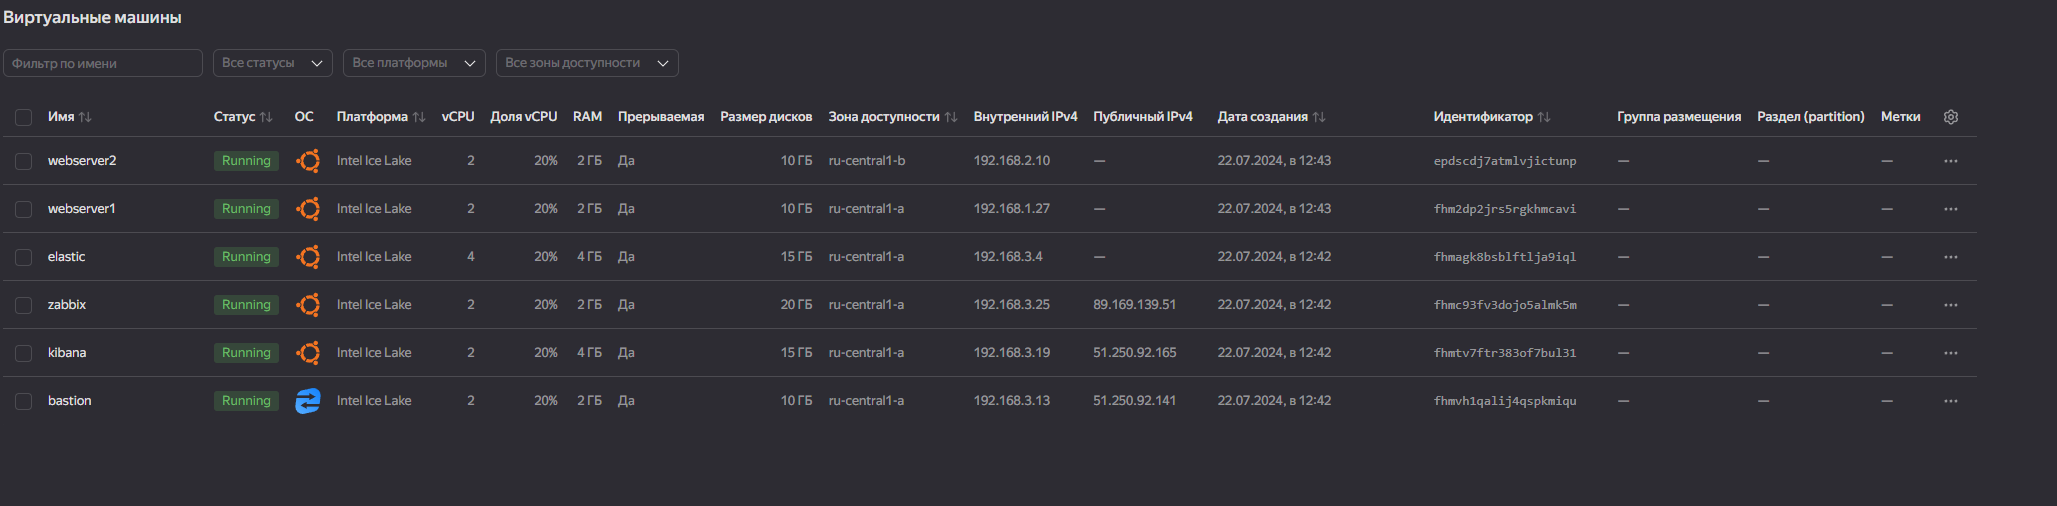 Виртуальные машины
Фильтр по имени Все статусы Все платформы Все зоны доступности
Имя Статус ОС Платформа vCPU Доля vCPU RAM Прерываемая Размер дисков Зона доступности Внутренний IPv4 Публичный IPv4 Дата создания Идентификатор Группа размещения Раздел (partition) Метки
webserver2 Running Intel Ice Lake 2 20% 2 ГБ Да 10 ГБ ru-central1-b 192.168.2.10 — 22.07.2024, в 12:43 epdscdj7atmlvjictunp — — —
webserver1 Running Intel Ice Lake 2 20% 2 ГБ Да 10 ГБ ru-central1-a 192.168.1.27 — 22.07.2024, в 12:43 fhm2dp2jrs5rgkhmcavi — — —
elastic Running Intel Ice Lake 4 20% 4 ГБ Да 15 ГБ ru-central1-a 192.168.3.4 — 22.07.2024, в 12:42 fhmagk8bsblftlja9iql — — —
zabbix Running Intel Ice Lake 2 20% 2 ГБ Да 20 ГБ ru-central1-a 192.168.3.25 89.169.139.51 22.07.2024, в 12:42 fhmc93fv3dojo5almk5m — — —
kibana Running Intel Ice Lake 2 20% 4 ГБ Да 15 ГБ ru-central1-a 192.168.3.19 51.250.92.165 22.07.2024, в 12:42 fhmtv7ftr383of7bul31 — — —
bastion Running Intel Ice Lake 2 20% 2 ГБ Да 10 ГБ ru-central1-a 192.168.3.13 51.250.92.141 22.07.2024, в 12:42 fhmvh1qalij4qspkmiqu — — —